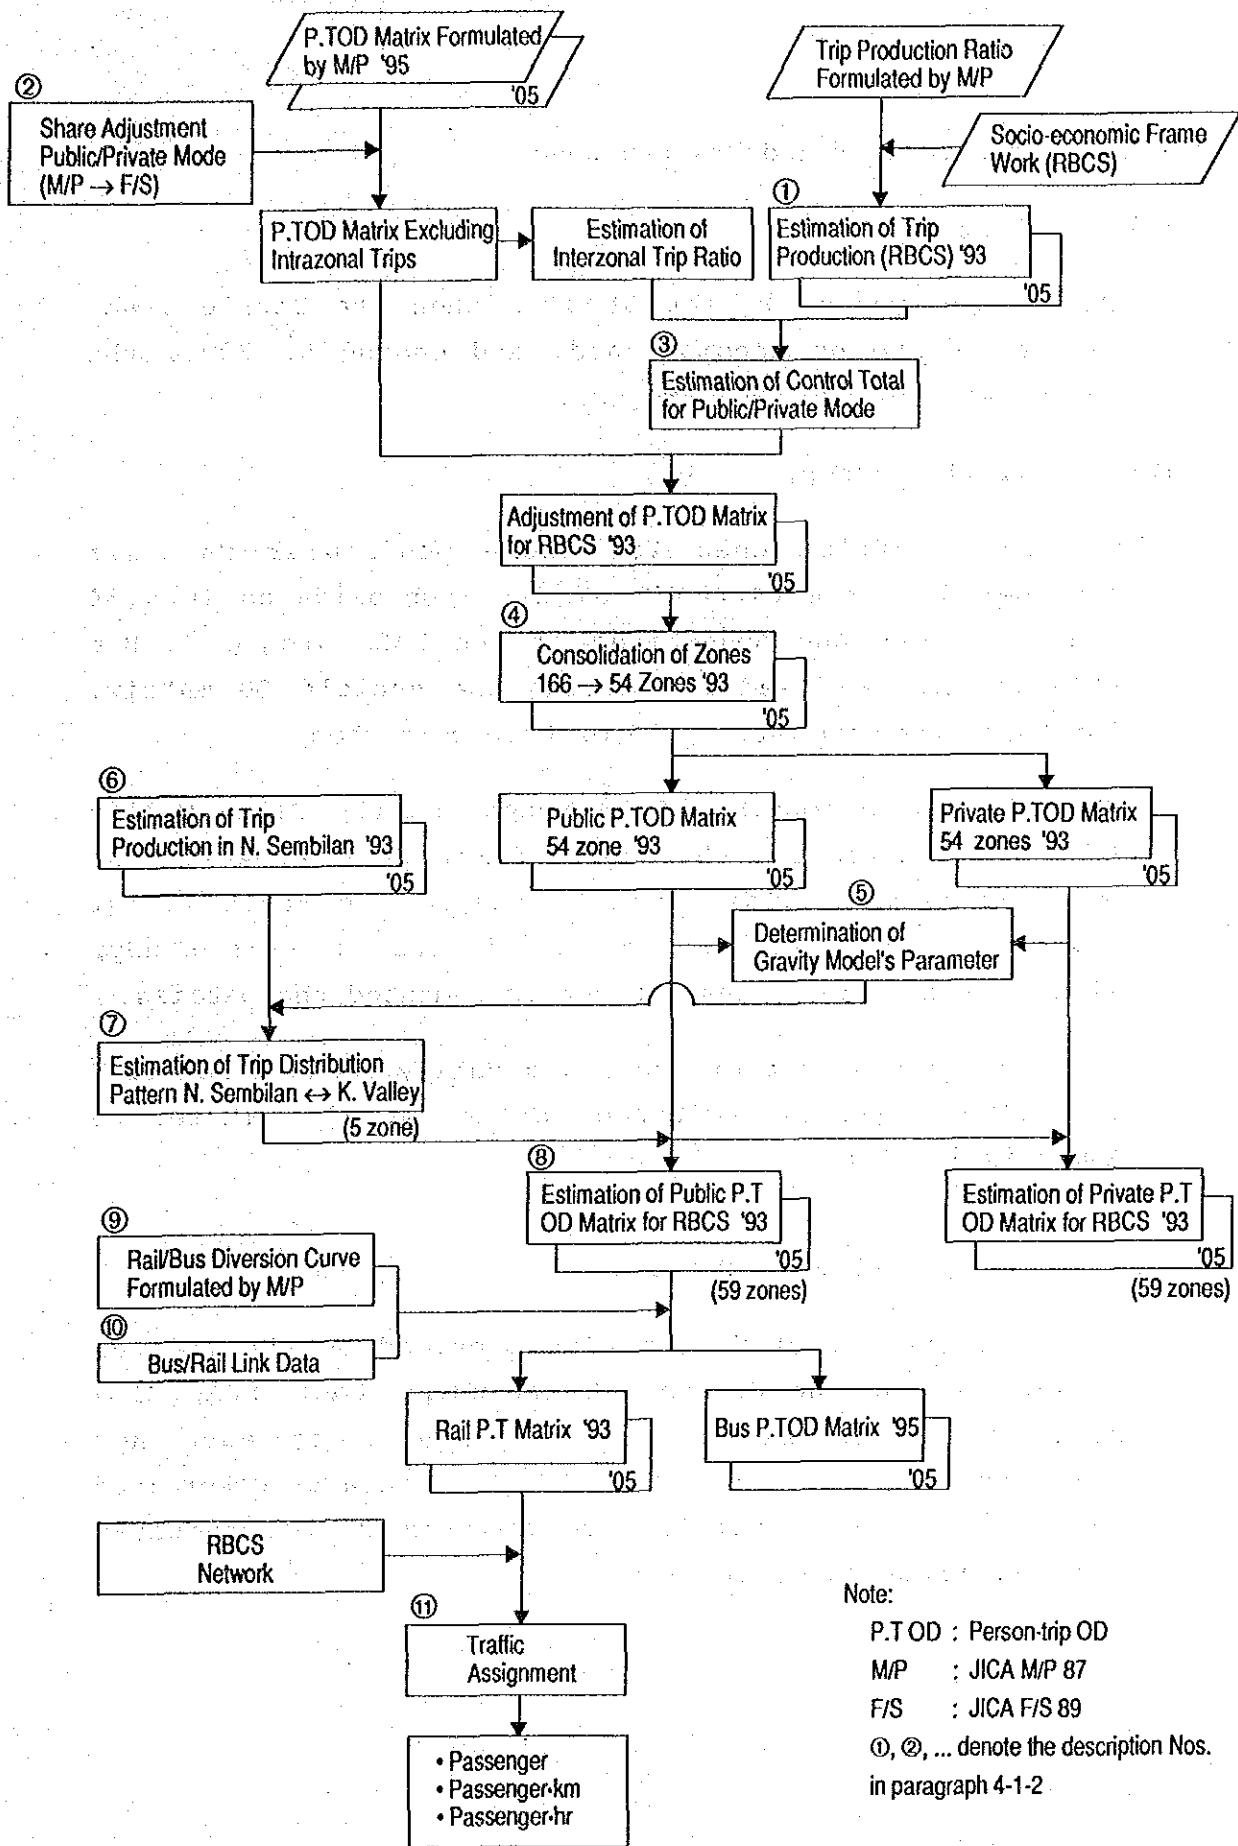 P.TOD Matrix Formulated
by M/P '95
'05
Trip Production Ratio
Formulated by M/P
②
Share Adjustment
Public/Private Mode
(M/P → F/S)
Socio-economic Frame
Work (RBCS)
P.TOD Matrix Excluding
Intrazonal Trips
Estimation of
Interzonal Trip Ratio
①
Estimation of Trip
Production (RBCS) '93
'05
③
Estimation of Control Total
for Public/Private Mode
Adjustment of P.TOD Matrix
for RBCS '93
'05
④
Consolidation of Zones
166 → 54 Zones '93
'05
⑥
Estimation of Trip
Production in N. Sembilan '93
'05
Public P.TOD Matrix
54 zone '93
'05
Private P.TOD Matrix
54 zones '93
'05
⑤
Determination of
Gravity Model's Parameter
⑦
Estimation of Trip Distribution
Pattern N. Sembilan ↔ K. Valley
(5 zone)
⑧
Estimation of Public P.T
OD Matrix for RBCS '93
'05
(59 zones)
Estimation of Private P.T
OD Matrix for RBCS '93
'05
(59 zones)
⑨
Rail/Bus Diversion Curve
Formulated by M/P
⑩
Bus/Rail Link Data
Rail P.T Matrix '93
'05
Bus P.TOD Matrix '95
'05
RBCS
Network
⑪
Traffic
Assignment
• Passenger
• Passenger·km
• Passenger·hr
Note:
P.T OD : Person-trip OD
M/P : JICA M/P 87
F/S : JICA F/S 89
①, ②, ... denote the description Nos.
in paragraph 4-1-2